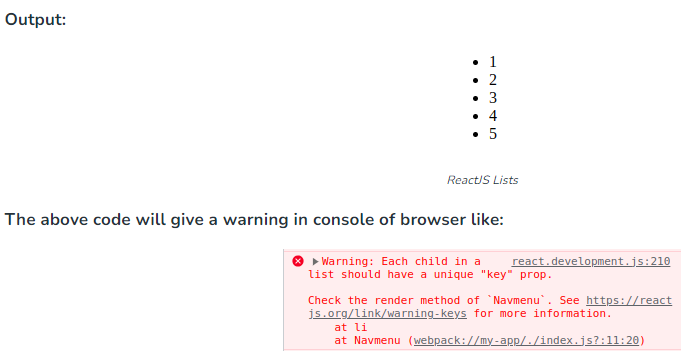 Output:
• 1
• 2
• 3
• 4
• 5
ReactJS Lists
The above code will give a warning in console of browser like:
Warning: Each child in a react.development.js:210
list should have a unique "key" prop.
Check the render method of `Navmenu`. See https://react
js.org/link/warning-keys for more information.
at li
at Navmenu (webpack://my-app/./index.js?:11:20)